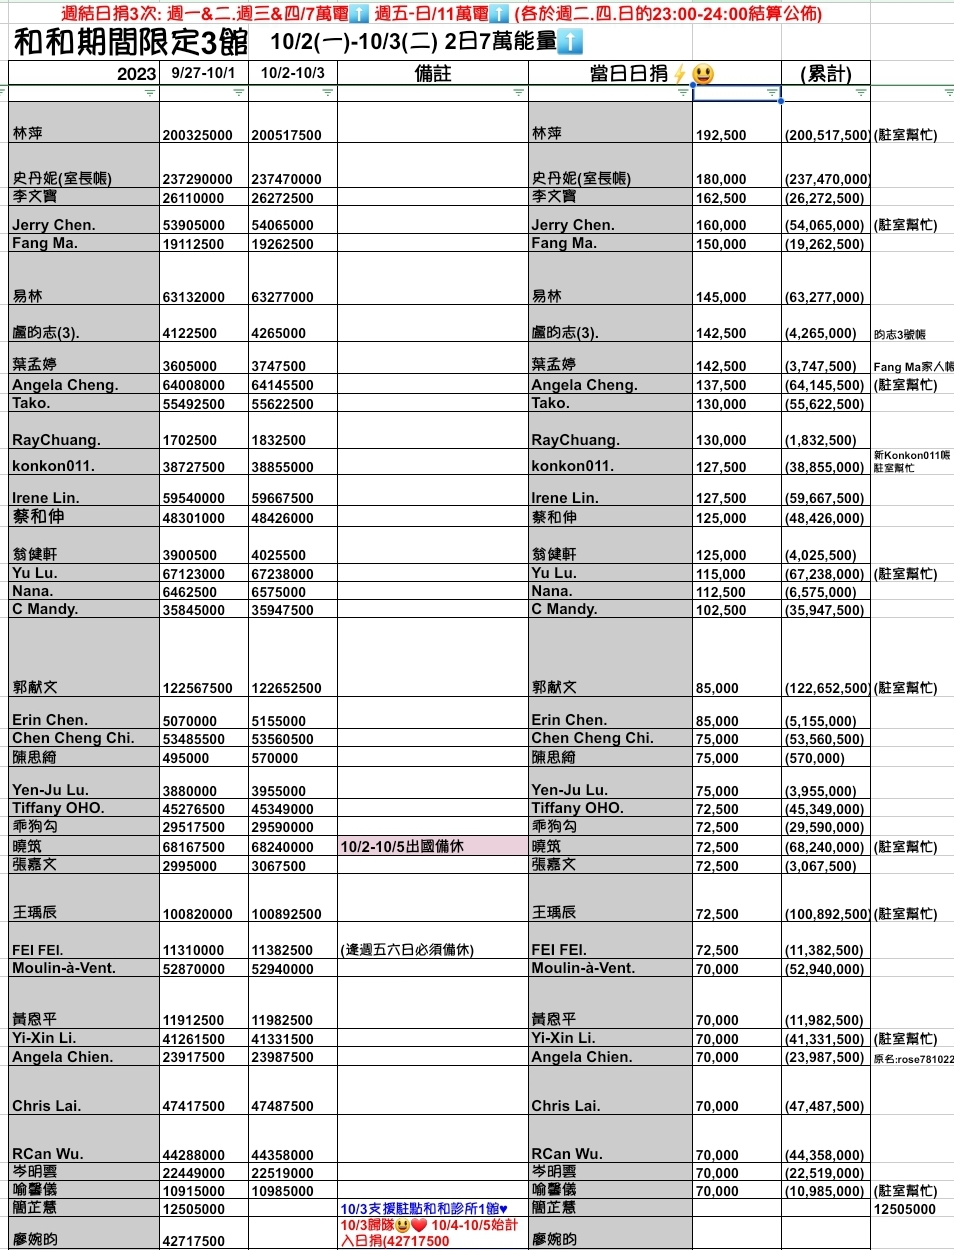 週結日捐3次: 週一&二.週三&四/7萬電⬆️ 週五-日/11萬電⬆️ (各於週二.四.日的23:00-24:00結算公佈)
和和期間限定3館 10/2(一)-10/3(二) 2日7萬能量⬆️
2023 9/27-10/1 10/2-10/3 備註 當日日捐⚡😃 (累計)
林萍 200325000 200517500 林萍 192,500 (200,517,500) (駐室幫忙)
史丹妮(室長帳) 237290000 237470000 史丹妮(室長帳) 180,000 (237,470,000)
李文寶 26110000 26272500 李文寶 162,500 (26,272,500)
Jerry Chen. 53905000 54065000 Jerry Chen. 160,000 (54,065,000) (駐室幫忙)
Fang Ma. 19112500 19262500 Fang Ma. 150,000 (19,262,500)
易林 63132000 63277000 易林 145,000 (63,277,000)
盧昀志(3). 4122500 4265000 盧昀志(3). 142,500 (4,265,000) 昀志3號帳
葉孟婷 3605000 3747500 葉孟婷 142,500 (3,747,500) Fang Ma家人帳
Angela Cheng. 64008000 64145500 Angela Cheng. 137,500 (64,145,500) (駐室幫忙)
Tako. 55492500 55622500 Tako. 130,000 (55,622,500)
RayChuang. 1702500 1832500 RayChuang. 130,000 (1,832,500)
konkon011. 38727500 38855000 konkon011. 127,500 (38,855,000) 新Konkon011帳
駐室幫忙
Irene Lin. 59540000 59667500 Irene Lin. 127,500 (59,667,500)
蔡和伸 48301000 48426000 蔡和伸 125,000 (48,426,000)
翁健軒 3900500 4025500 翁健軒 125,000 (4,025,500)
Yu Lu. 67123000 67238000 Yu Lu. 115,000 (67,238,000) (駐室幫忙)
Nana. 6462500 6575000 Nana. 112,500 (6,575,000)
C Mandy. 35845000 35947500 C Mandy. 102,500 (35,947,500)
郭献文 122567500 122652500 郭献文 85,000 (122,652,500) (駐室幫忙)
Erin Chen. 5070000 5155000 Erin Chen. 85,000 (5,155,000)
Chen Cheng Chi. 53485500 53560500 Chen Cheng Chi. 75,000 (53,560,500)
陳思綺 495000 570000 陳思綺 75,000 (570,000)
Yen-Ju Lu. 3880000 3955000 Yen-Ju Lu. 75,000 (3,955,000)
Tiffany OHO. 45276500 45349000 Tiffany OHO. 72,500 (45,349,000)
乖狗勾 29517500 29590000 乖狗勾 72,500 (29,590,000)
曉筑 68167500 68240000 10/2-10/5出國備休 曉筑 72,500 (68,240,000) (駐室幫忙)
張嘉文 2995000 3067500 張嘉文 72,500 (3,067,500)
王瑀辰 100820000 100892500 王瑀辰 72,500 (100,892,500) (駐室幫忙)
FEI FEI. 11310000 11382500 (逢週五六日必須備休) FEI FEI. 72,500 (11,382,500)
Moulin-à-Vent. 52870000 52940000 Moulin-à-Vent. 70,000 (52,940,000)
黃恩平 11912500 11982500 黃恩平 70,000 (11,982,500)
Yi-Xin Li. 41261500 41331500 Yi-Xin Li. 70,000 (41,331,500) (駐室幫忙)
Angela Chien. 23917500 23987500 Angela Chien. 70,000 (23,987,500) 原名:rose781022
Chris Lai. 47417500 47487500 Chris Lai. 70,000 (47,487,500)
RCan Wu. 44288000 44358000 RCan Wu. 70,000 (44,358,000)
岑明雲 22449000 22519000 岑明雲 70,000 (22,519,000)
喻馨儀 10915000 10985000 喻馨儀 70,000 (10,985,000) (駐室幫忙)
簡芷慧 12505000 10/3支援駐點和和診所1館♥ 簡芷慧 12505000
10/3歸隊😃❤️ 10/4-10/5始計
廖婉昀 42717500 入日捐(42717500 廖婉昀